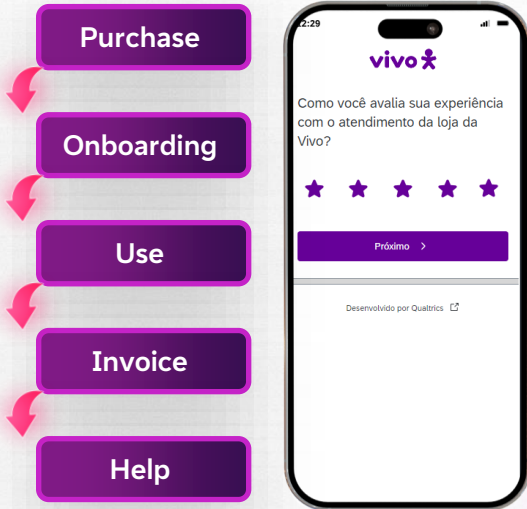 Purchase
Onboarding
Use
Invoice
Help
12:29
vivo
Como você avalia sua experiência
com o atendimento da loja da
Vivo?
Próximo >
Desenvolvido por Qualtrics